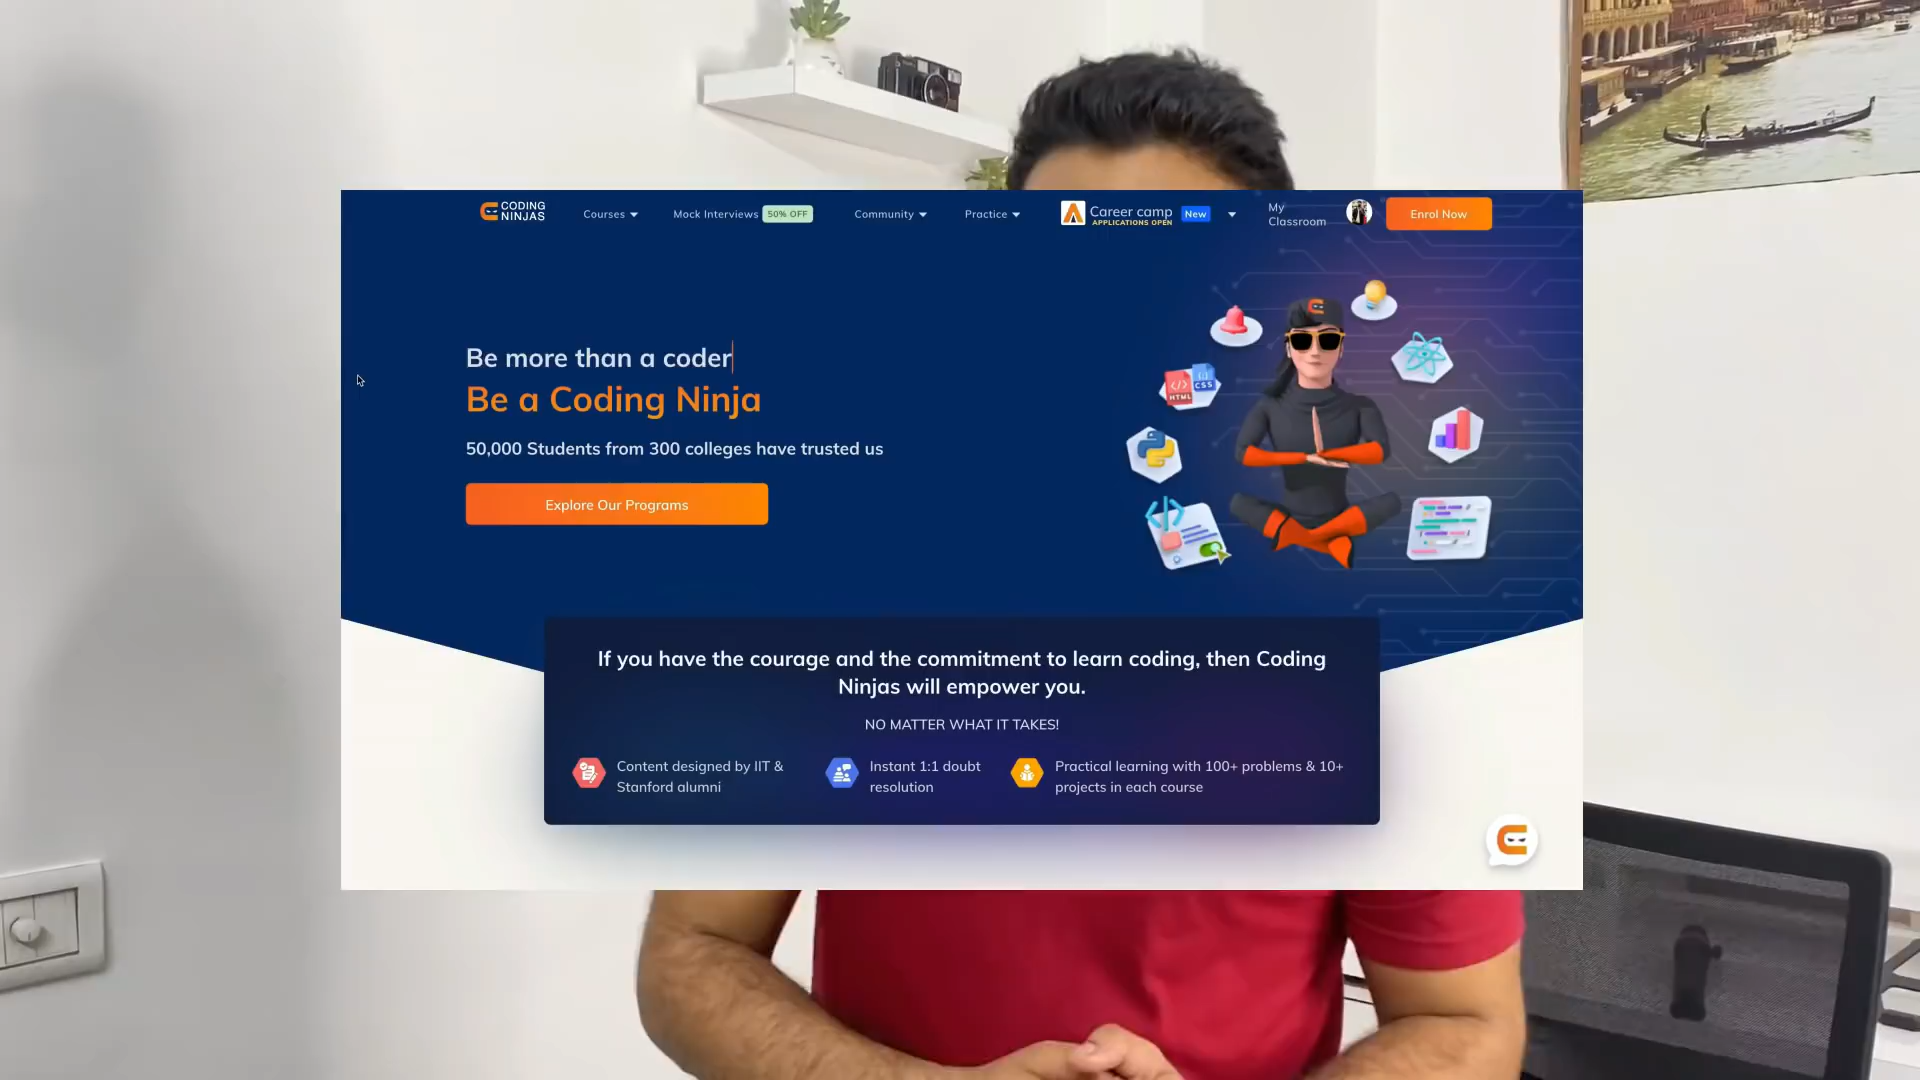 CODING
NINJAS
Courses
Mock Interviews
50% OFF
Community
Practice
Career camp
APPLICATIONS OPEN
New
My
Classroom
Enrol Now
Be more than a coder
Be a Coding Ninja
50,000 Students from 300 colleges have trusted us
Explore Our Programs
HTML
CSS
If you have the courage and the commitment to learn coding, then Coding
Ninjas will empower you.
NO MATTER WHAT IT TAKES!
Content designed by IIT &
Stanford alumni
Instant 1:1 doubt
resolution
Practical learning with 100+ problems & 10+
projects in each course